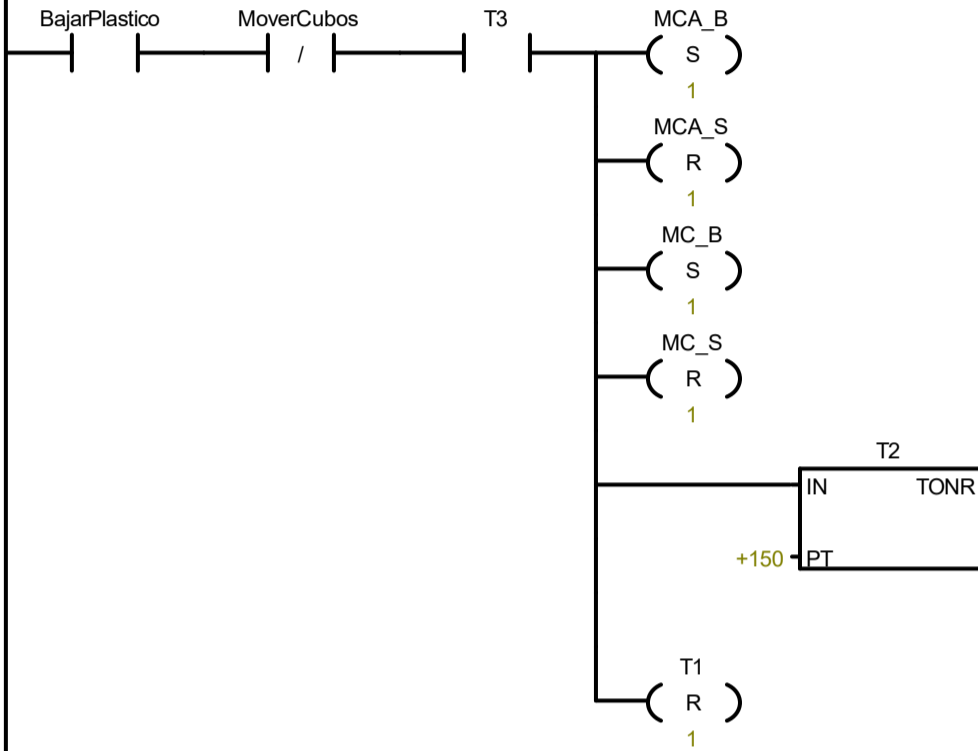 BajarPlastico MoverCubos T3 MCA_B
/ S
1
MCA_S
R
1
MC_B
S
1
MC_S
R
1
T2
IN TONR
+150 PT
T1
R
1